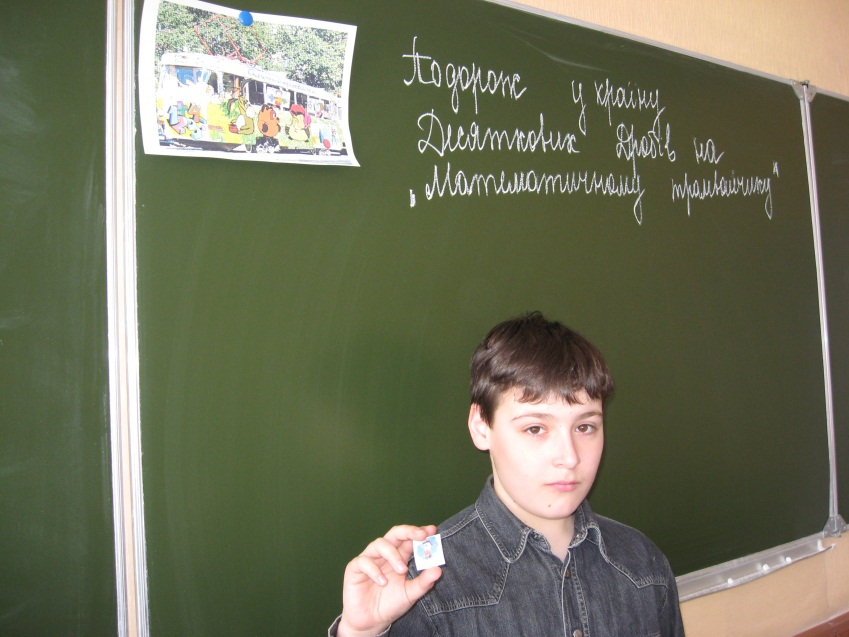 Подорож у країну
Десяткових Дробів на
„Математичному трамвайчику“